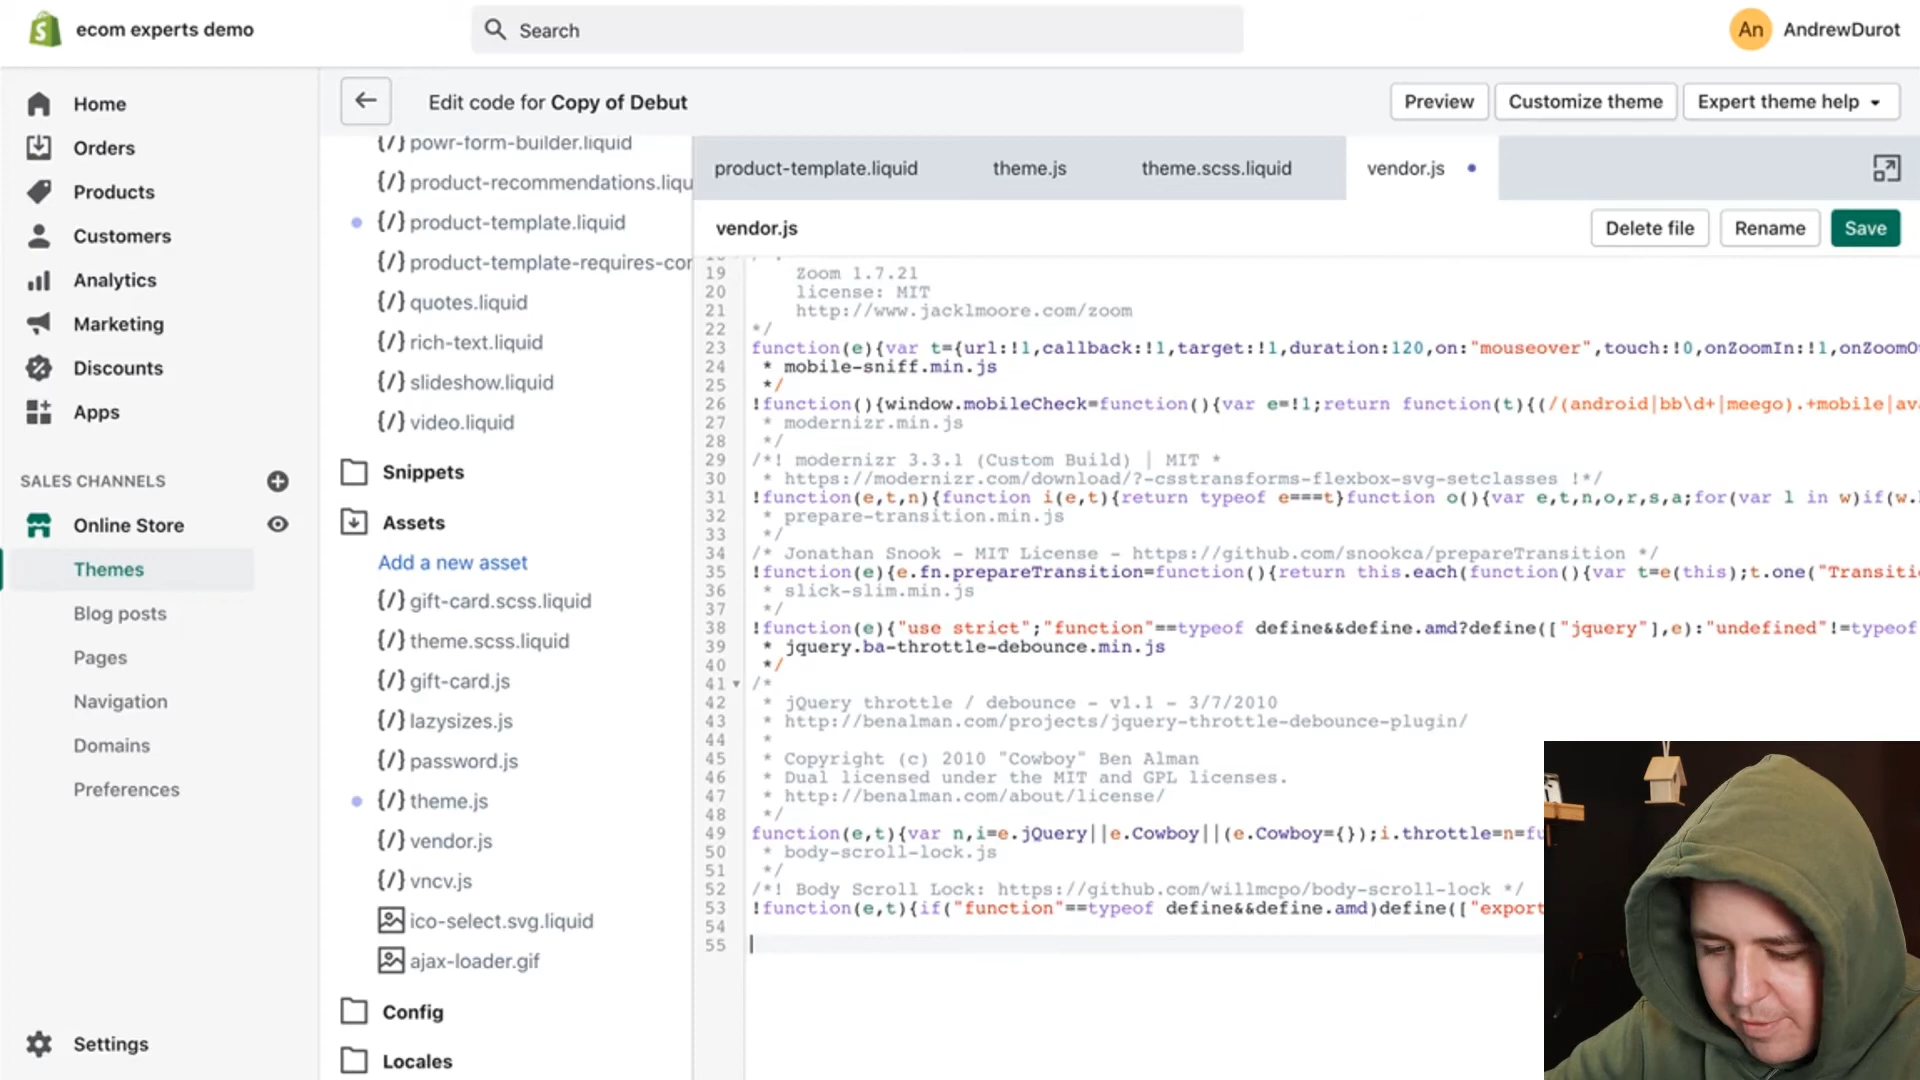 ecom experts demo
Search
An
AndrewDurot
Home
Orders
Products
Customers
Analytics
Marketing
Discounts
Apps
SALES CHANNELS
Online Store
Themes
Blog posts
Pages
Navigation
Domains
Preferences
Settings
Edit code for Copy of Debut
Preview
Customize theme
Expert theme help
{/} powr-form-builder.liquid
{/} product-recommendations.liqu
{/} product-template.liquid
{/} product-template-requires-cor
{/} quotes.liquid
{/} rich-text.liquid
{/} slideshow.liquid
{/} video.liquid
Snippets
Assets
Add a new asset
{/} gift-card.scss.liquid
{/} theme.scss.liquid
{/} gift-card.js
{/} lazysizes.js
{/} password.js
{/} theme.js
{/} vendor.js
{/} vncv.js
ico-select.svg.liquid
ajax-loader.gif
Config
Locales
product-template.liquid
theme.js
theme.scss.liquid
vendor.js
vendor.js
Delete file
Rename
Save
19 Zoom 1.7.21
20 license: MIT
21 http://www.jacklmoore.com/zoom
22 */
23 function(e){var t={url:!1,callback:!1,target:!1,duration:120,on:"mouseover",touch:!0,onZoomIn:!1,onZoomO
24 * mobile-sniff.min.js
25 */
26 !function(){window.mobileCheck=function(){var e=!1;return function(t){(/(android|bb\d+|meego).+mobile|av
27 * modernizr.min.js
28 */
29 /*! modernizr 3.3.1 (Custom Build) | MIT *
30 * https://modernizr.com/download/?-csstransforms-flexbox-svg-setclasses !*/
31 !function(e,t,n){function i(e,t){return typeof e===t}function o(){var e,t,n,o,r,s,a;for(var l in w)if(w.
32 * prepare-transition.min.js
33 */
34 /* Jonathan Snook - MIT License - https://github.com/snookca/prepareTransition */
35 !function(e){e.fn.prepareTransition=function(){return this.each(function(){var t=e(this);t.one("Transiti
36 * slick-slim.min.js
37 */
38 !function(e){"use strict";"function"==typeof define&&define.amd?define(["jquery"],e):"undefined"!=typeof
39 * jquery.ba-throttle-debounce.min.js
40 */
41 /*
42 * jQuery throttle / debounce - v1.1 - 3/7/2010
43 * http://benalman.com/projects/jquery-throttle-debounce-plugin/
44 *
45 * Copyright (c) 2010 "Cowboy" Ben Alman
46 * Dual licensed under the MIT and GPL licenses.
47 * http://benalman.com/about/license/
48 */
49 function(e,t){var n,i=e.jQuery||e.Cowboy||(e.Cowboy={});i.throttle=n=fu
50 * body-scroll-lock.js
51 */
52 /*! Body Scroll Lock: https://github.com/willmcpo/body-scroll-lock */
53 !function(e,t){if("function"==typeof define&&define.amd)define(["export
54
55